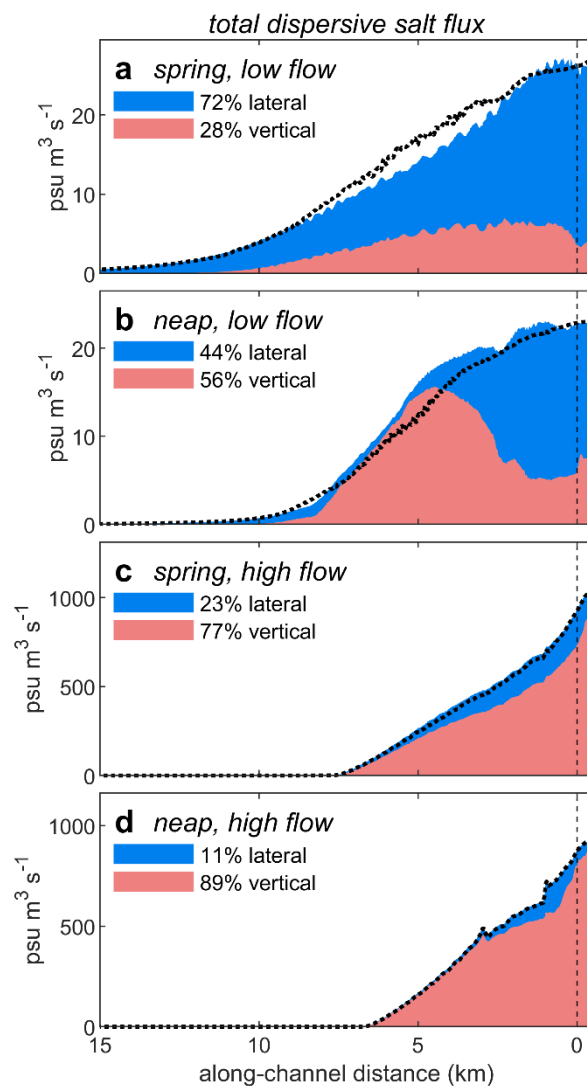 total dispersive salt flux
a spring, low flow
72% lateral
28% vertical
psu m³ s⁻¹
20
10
0
b neap, low flow
44% lateral
56% vertical
psu m³ s⁻¹
20
10
0
c spring, high flow
23% lateral
77% vertical
psu m³ s⁻¹
1000
500
0
d neap, high flow
11% lateral
89% vertical
psu m³ s⁻¹
1000
500
0
15 10 5 0
along-channel distance (km)